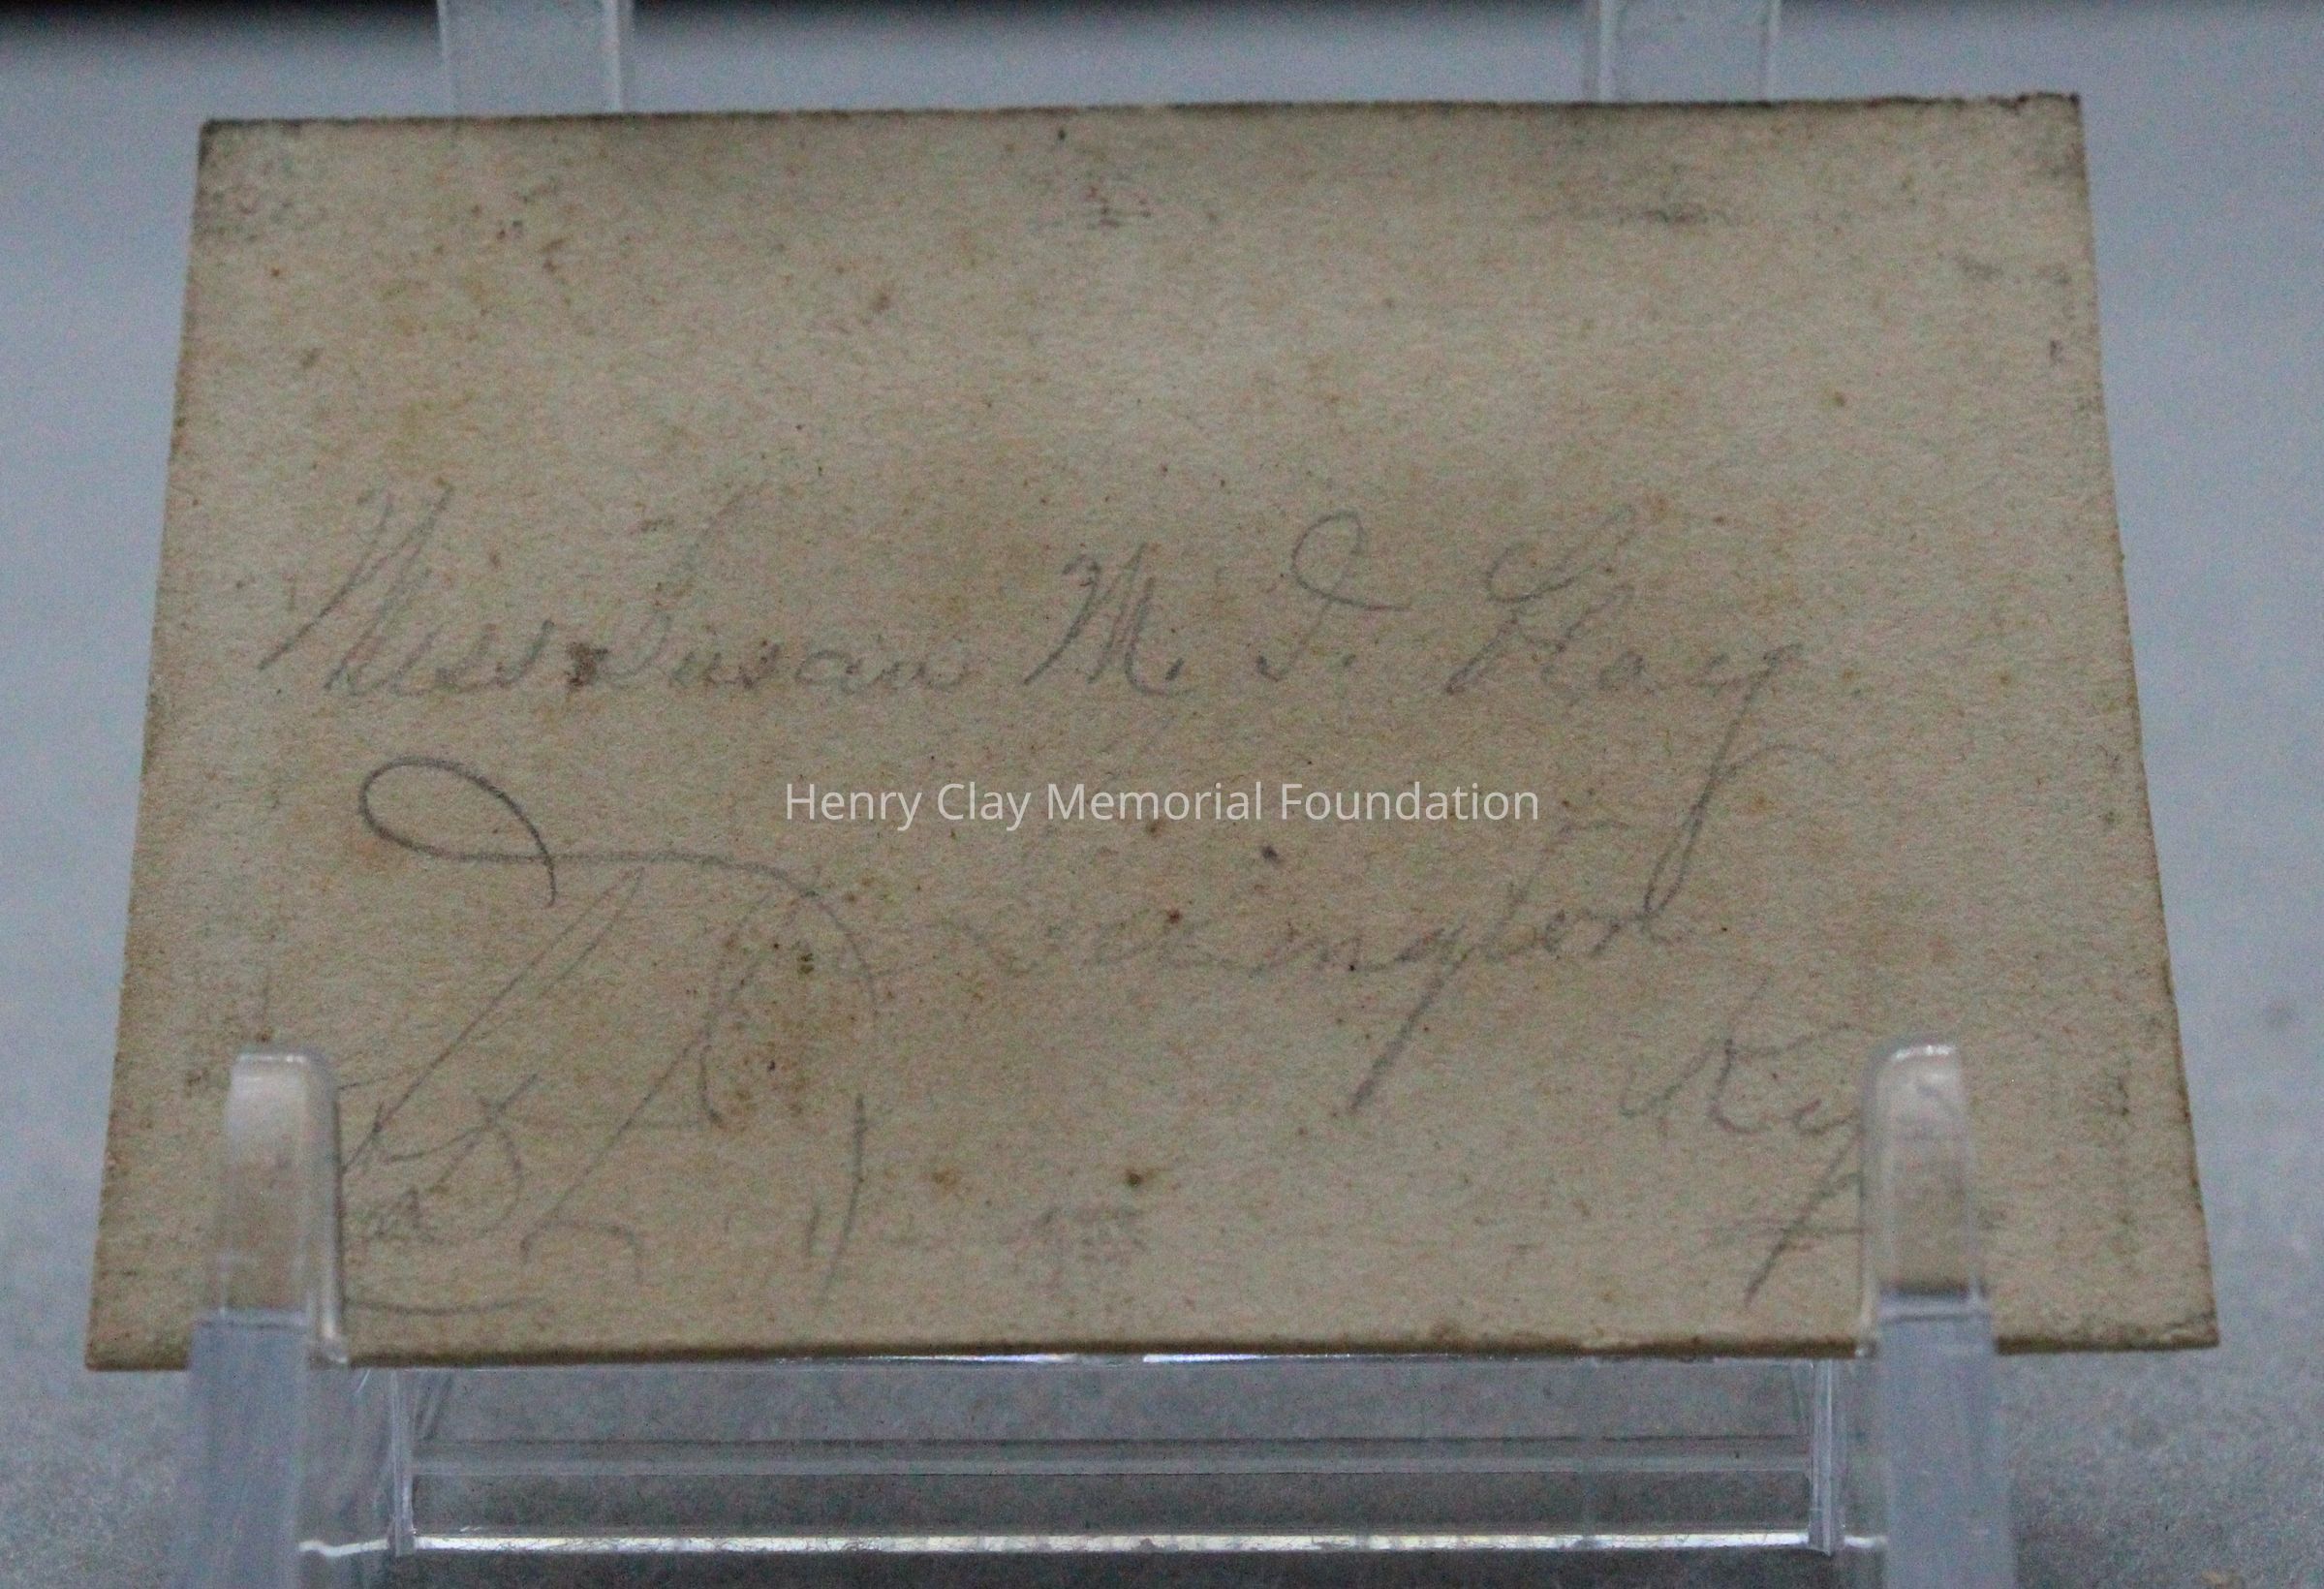 Miss Susan M. J. Clay.
Henry Clay Memorial Foundation
Lexington
Ky